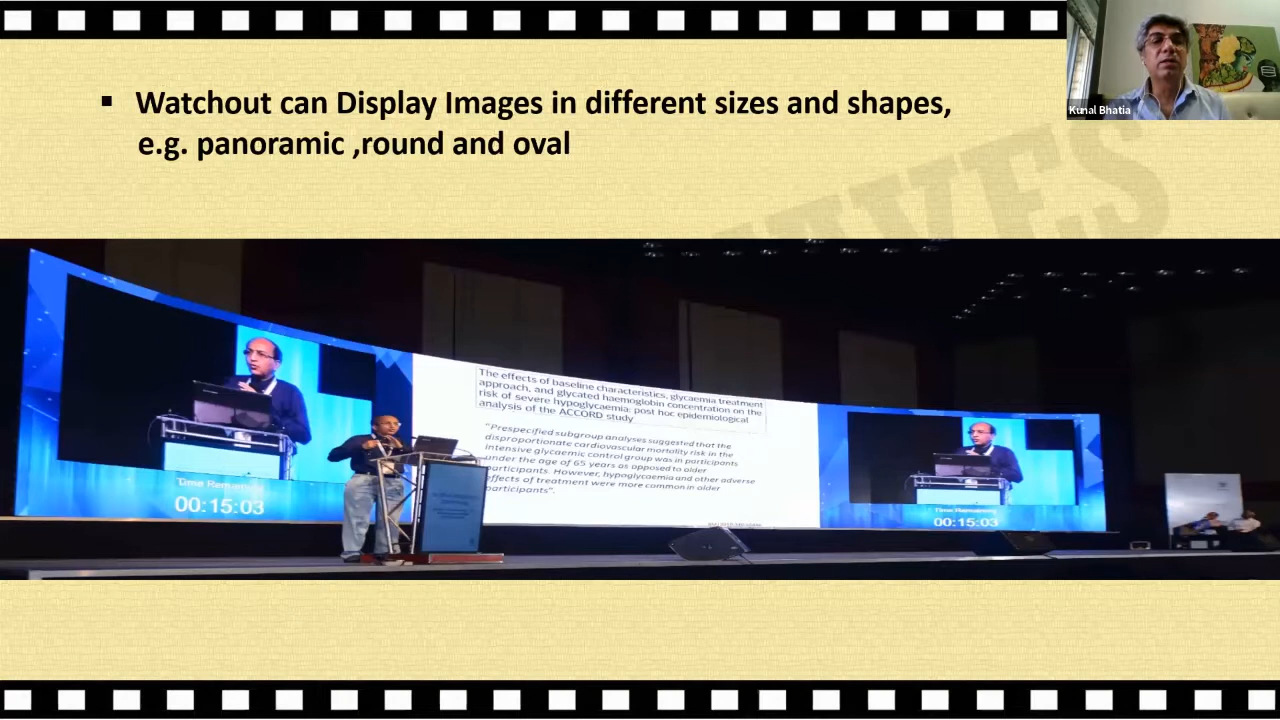 ▪ Watchout can Display Images in different sizes and shapes,
e.g. panoramic ,round and oval
Kunal Bhatia
The effects of baseline characteristics, glycaemia treatment
approach, and glycated haemoglobin concentration on the
risk of severe hypoglycaemia: post hoc epidemiological
analysis of the ACCORD study
"Prespecified subgroup analyses suggested that the
disproportionate cardiovascular mortality risk in the
intensive glycaemic control group was in participants
under the age of 65 years as opposed to older
participants. However, hypoglycaemia and other adverse
effects of treatment were more common in older
participants".
Time Remaining
00:15:03
Time Remaining
00:15:03